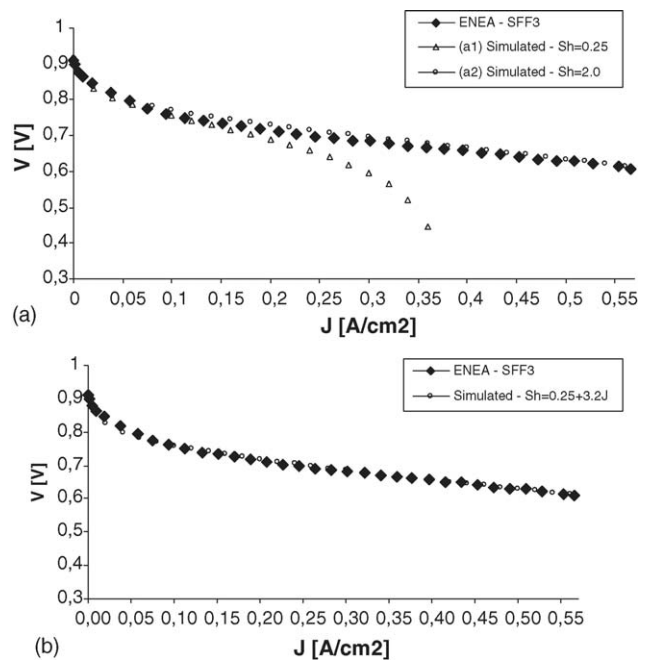 ENEA - SFF3
(a1) Simulated - Sh=0.25
(a2) Simulated - Sh=2.0
1
0,9
0,8
0,7
0,6
0,5
0,4
0,3
V [V]
0 0,05 0,1 0,15 0,2 0,25 0,3 0,35 0,4 0,45 0,5 0,55
J [A/cm2]
(a)
ENEA - SFF3
Simulated - Sh=0.25+3.2J
1
0,9
0,8
0,7
0,6
0,5
0,4
0,3
V [V]
0,00 0,05 0,10 0,15 0,20 0,25 0,30 0,35 0,40 0,45 0,50 0,55
J [A/cm2]
(b)